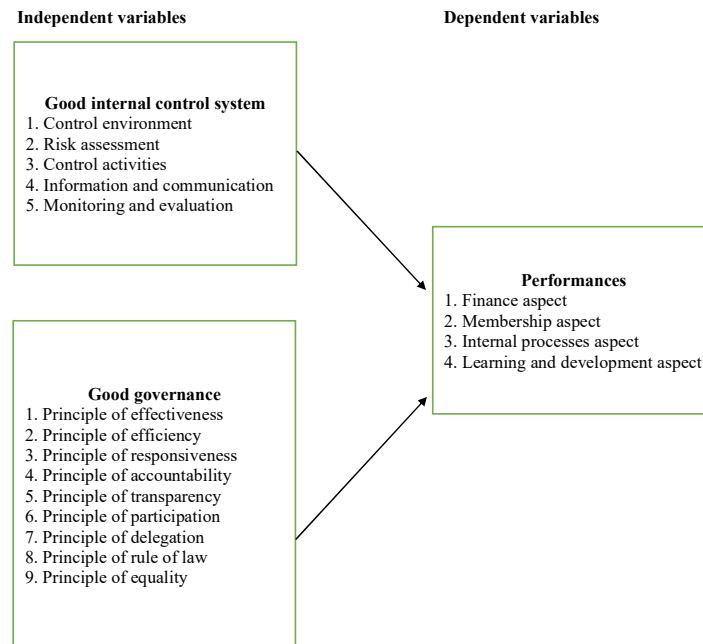 Independent variables
Dependent variables
Good internal control system
1. Control environment
2. Risk assessment
3. Control activities
4. Information and communication
5. Monitoring and evaluation
Performances
1. Finance aspect
2. Membership aspect
3. Internal processes aspect
4. Learning and development aspect
Good governance
1. Principle of effectiveness
2. Principle of efficiency
3. Principle of responsiveness
4. Principle of accountability
5. Principle of transparency
6. Principle of participation
7. Principle of delegation
8. Principle of rule of law
9. Principle of equality